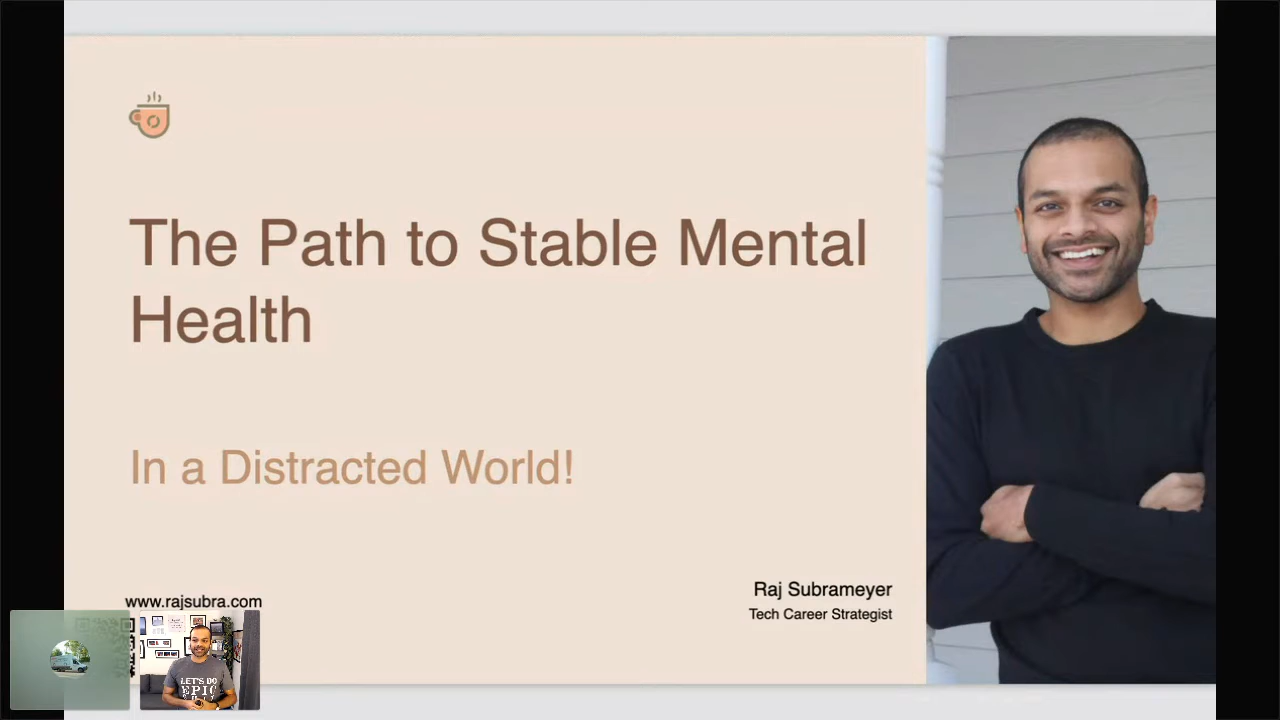 The Path to Stable Mental
Health
In a Distracted World!
Raj Subrameyer
Tech Career Strategist
www.rajsubra.com
LET'S DO
EPIC